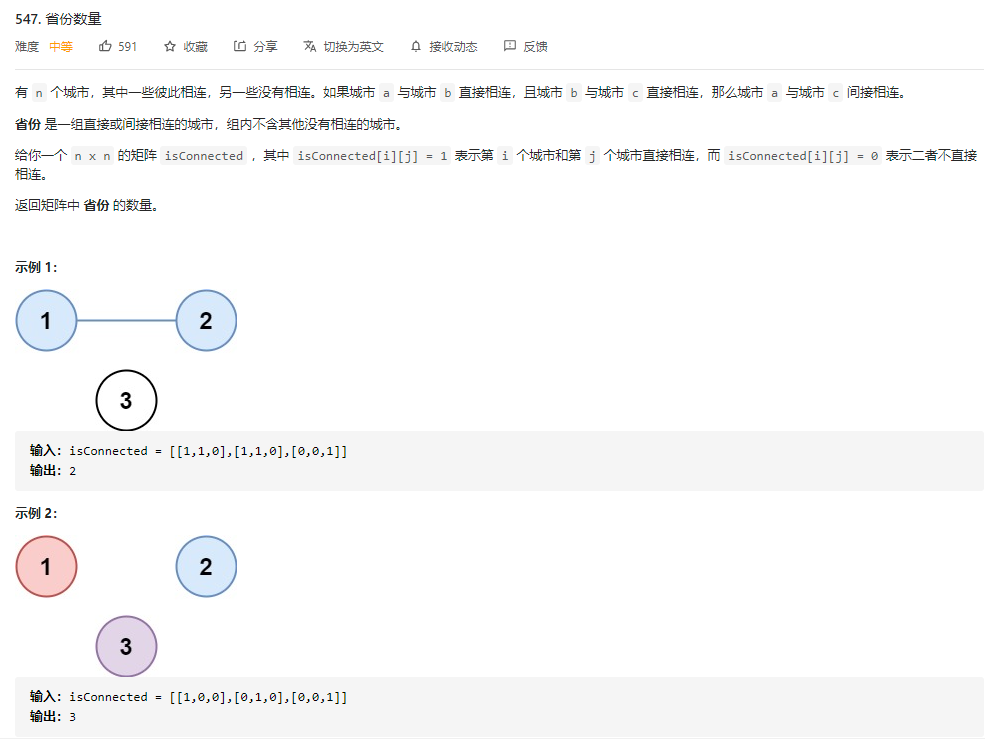 547. 省份数量
难度 中等 591 收藏 分享 切换为英文 接收动态 反馈
有 n 个城市，其中一些彼此相连，另一些没有相连。如果城市 a 与城市 b 直接相连，且城市 b 与城市 c 直接相连，那么城市 a 与城市 c 间接相连。
省份 是一组直接或间接相连的城市，组内不含其他没有相连的城市。
给你一个 n x n 的矩阵 isConnected ，其中 isConnected[i][j] = 1 表示第 i 个城市和第 j 个城市直接相连，而 isConnected[i][j] = 0 表示二者不直接
相连。
返回矩阵中 省份 的数量。
示例 1：
1 2
3
输入：isConnected = [[1,1,0],[1,1,0],[0,0,1]]
输出：2
示例 2：
1 2
3
输入：isConnected = [[1,0,0],[0,1,0],[0,0,1]]
输出：3